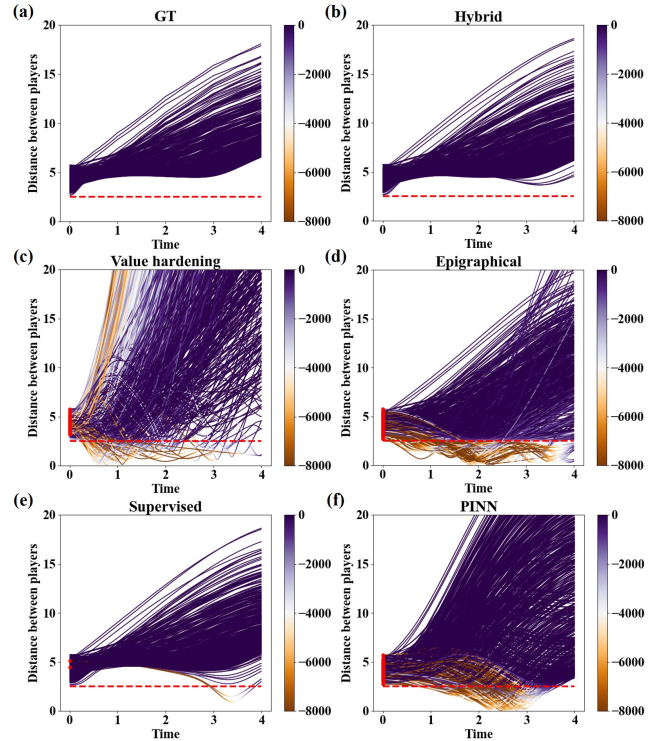 (a) GT
Distance between players
20
15
10
5
0
0 1 2 3 4
Time
0
−2000
−4000
−6000
−8000
(b) Hybrid
Distance between players
20
15
10
5
0
0 1 2 3 4
Time
0
−2000
−4000
−6000
−8000
(c) Value hardening
Distance between players
20
15
10
5
0
0 1 2 3 4
Time
0
−2000
−4000
−6000
−8000
(d) Epigraphical
Distance between players
20
15
10
5
0
0 1 2 3 4
Time
0
−2000
−4000
−6000
−8000
(e) Supervised
Distance between players
20
15
10
5
0
0 1 2 3 4
Time
0
−2000
−4000
−6000
−8000
(f) PINN
Distance between players
20
15
10
5
0
0 1 2 3 4
Time
0
−2000
−4000
−6000
−8000